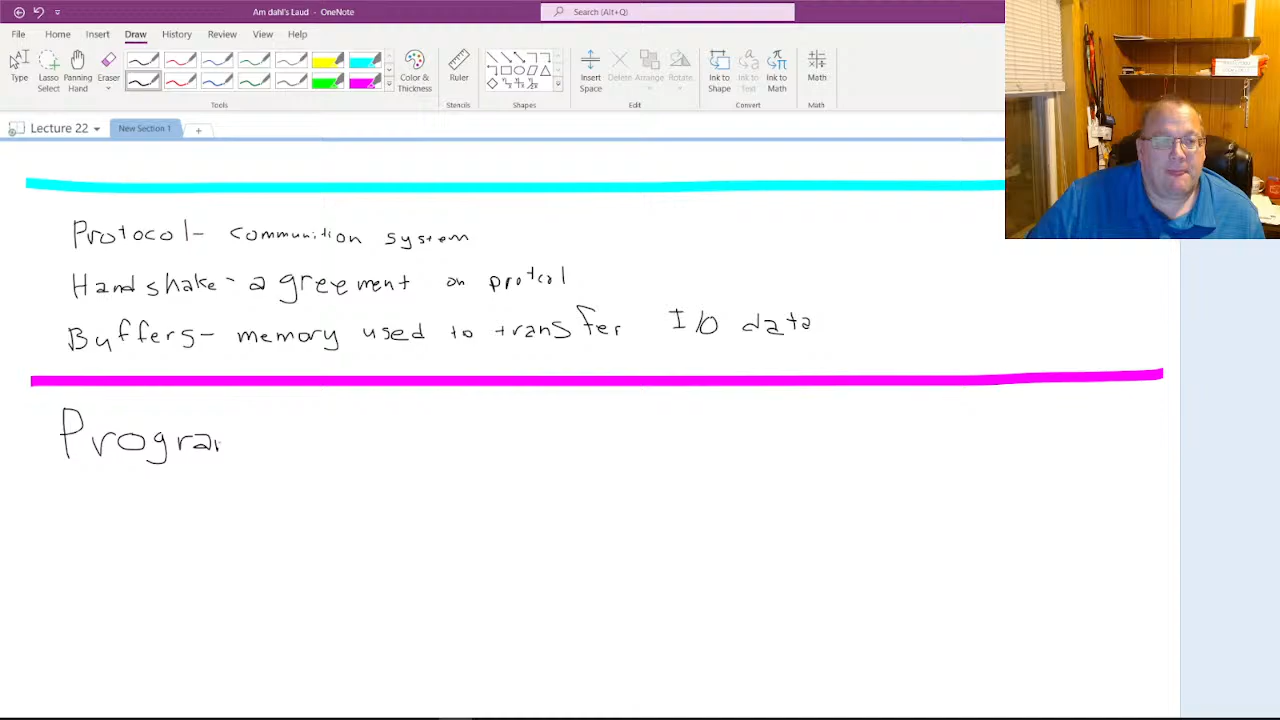 Am dahl's Laud - OneNote
Search (Alt+Q)
File Home Insert Draw History Review View Help
Type Lasso Select Panning Hand Eraser Color & Thickness Ruler Shapes Insert Space Delete Arrange Rotate Ink to Shape Ink to Text Ink to Math Math
Tools Stencils Shapes Edit Convert Math
Lecture 22 New Section 1 +
Protocol- communition system
Handshake- agreement on protcol
Buffers- memory used to transfer I/O data
Prograr